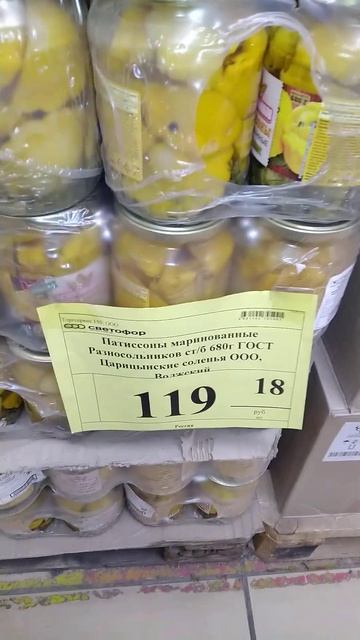 светофор
Патиссоны маринованные
Разносольников ст/б 680г ГОСТ
Царицынские соленья ООО,
Волжский
119 18
руб
Россия